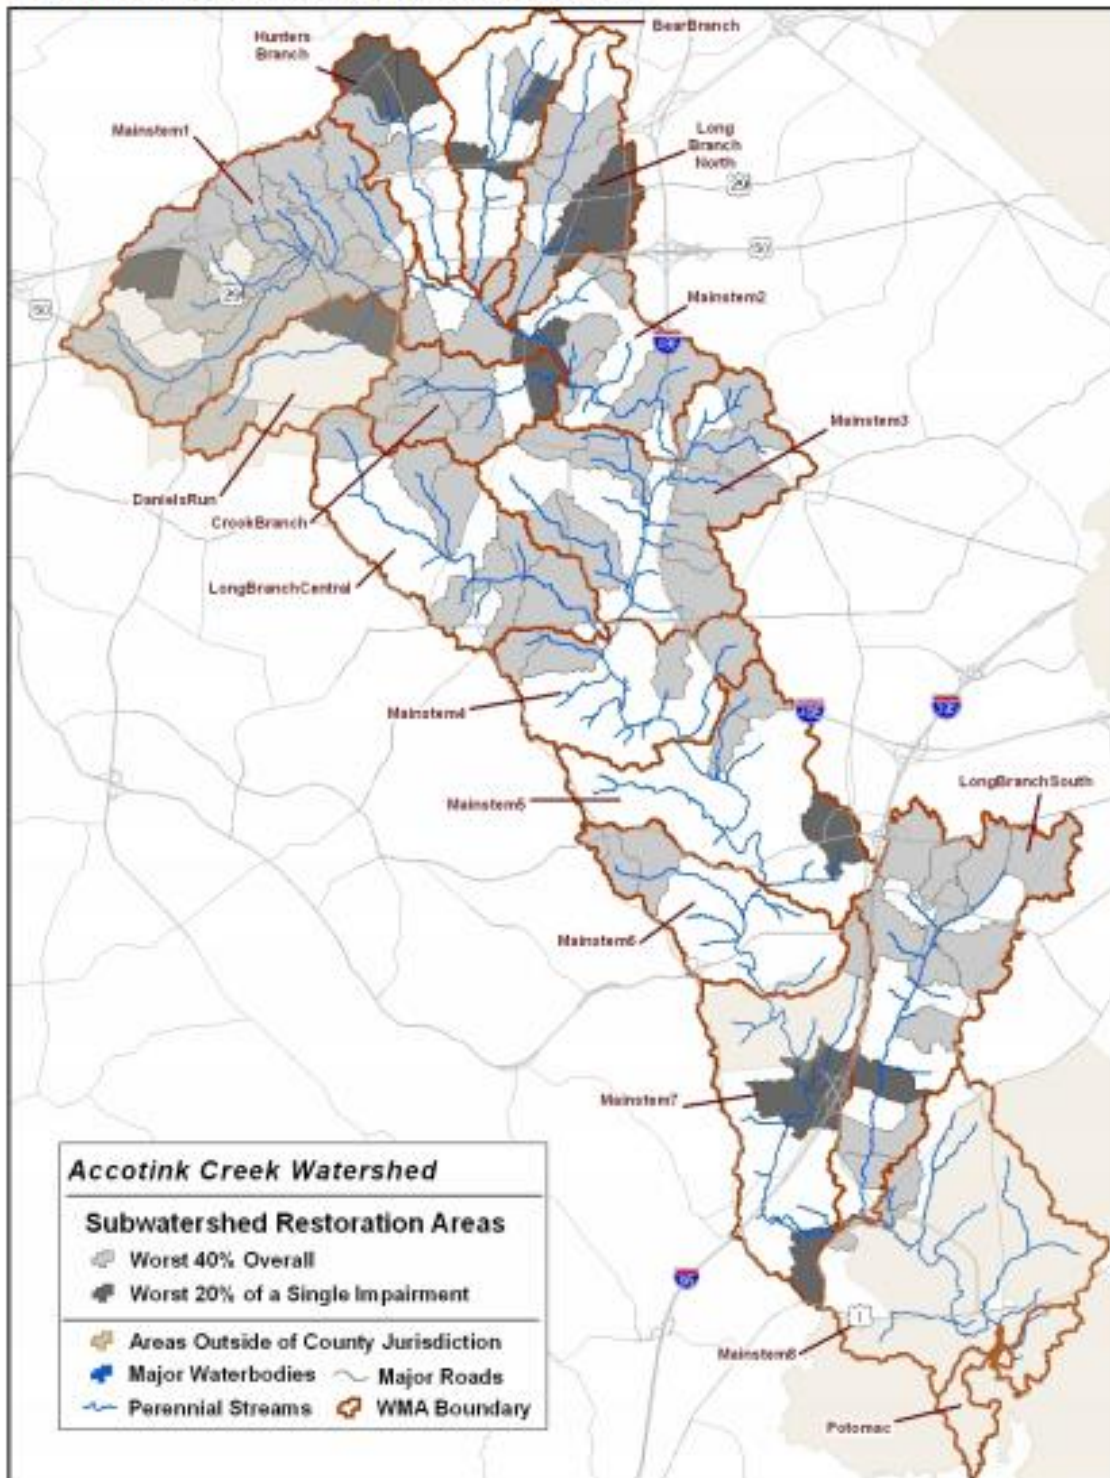 BearBranch
Hunters
Branch
Mainstem1
Long
Branch
North
29
50
Mainstem2
29
50
Mainstem3
DanielsRun
CrookBranch
LongBranchCentral
Mainstem4
Mainstem5
LongBranchSouth
Mainstem6
Mainstem7
Accotink Creek Watershed
Subwatershed Restoration Areas
Worst 40% Overall
Worst 20% of a Single Impairment
Areas Outside of County Jurisdiction
Major Waterbodies
Major Roads
Perennial Streams
WMA Boundary
95
1
Mainstem8
Potomac